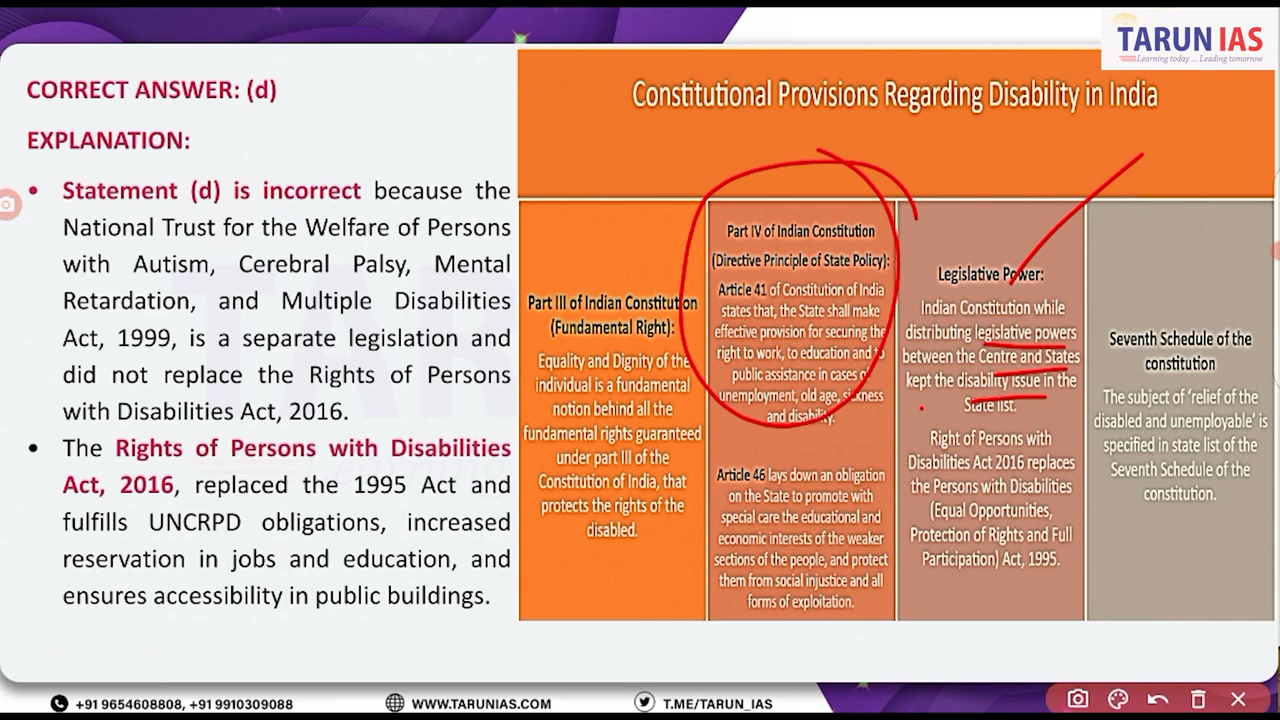 TARUN IAS
Learning today ... Leading tomorrow
CORRECT ANSWER: (d)
EXPLANATION:
• Statement (d) is incorrect because the
National Trust for the Welfare of Persons
with Autism, Cerebral Palsy, Mental
Retardation, and Multiple Disabilities
Act, 1999, is a separate legislation and
did not replace the Rights of Persons
with Disabilities Act, 2016.
• The Rights of Persons with Disabilities
Act, 2016, replaced the 1995 Act and
fulfills UNCRPD obligations, increased
reservation in jobs and education, and
ensures accessibility in public buildings.
Constitutional Provisions Regarding Disability in India
Part III of Indian Constitution
(Fundamental Right):
Equality and Dignity of the
individual is a fundamental
notion behind all the
fundamental rights guaranteed
under part III of the
Constitution of India, that
protects the rights of the
disabled.
Part IV of Indian Constitution
(Directive Principle of State Policy):
Article 41 of Constitution of India
states that, the State shall make
effective provision for securing the
right to work, to education and to
public assistance in cases of
unemployment, old age, sickness
and disability.
Article 46 lays down an obligation
on the State to promote with
special care the educational and
economic interests of the weaker
sections of the people, and protect
them from social injustice and all
forms of exploitation.
Legislative Power:
Indian Constitution while
distributing legislative powers
between the Centre and States
kept the disability issue in the
State list.
Right of Persons with
Disabilities Act 2016 replaces
the Persons with Disabilities
(Equal Opportunities,
Protection of Rights and Full
Participation) Act, 1995.
Seventh Schedule of the
constitution
The subject of 'relief of the
disabled and unemployable' is
specified in state list of the
Seventh Schedule of the
constitution.
+91 9654608808, +91 9910309088
WWW.TARUNIAS.COM
T.ME/TARUN_IAS